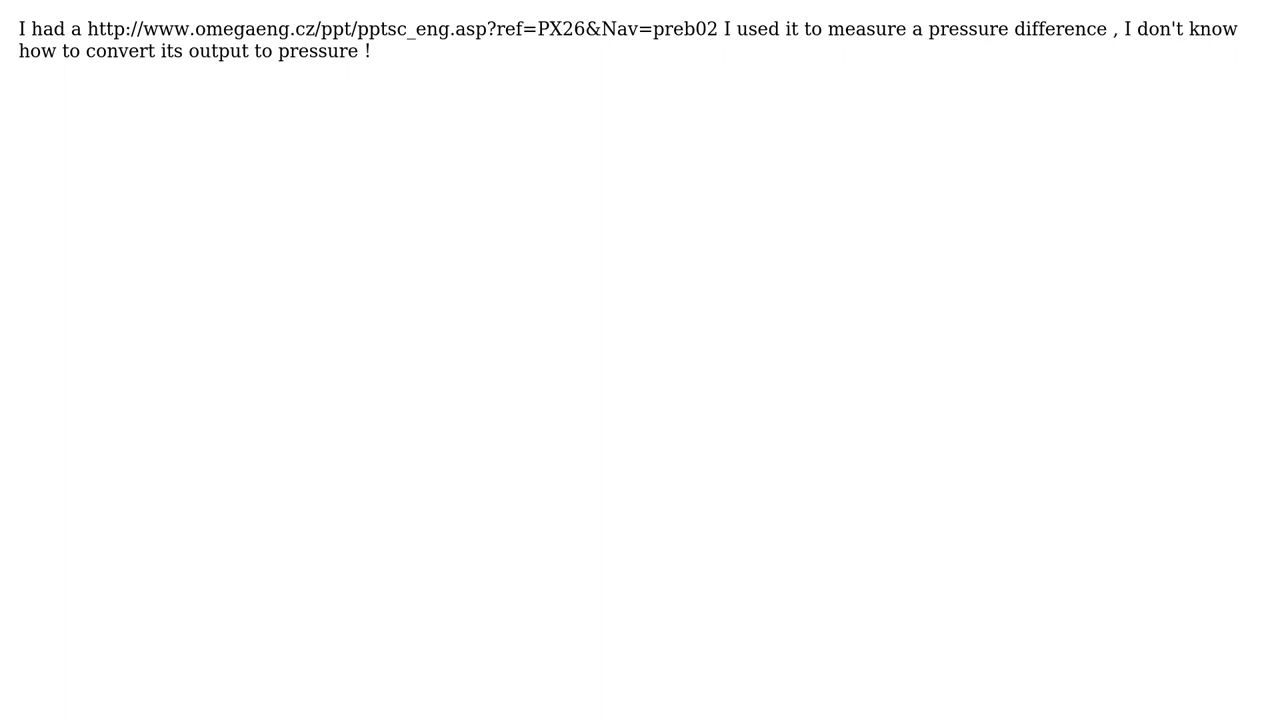 I had a http://www.omegaeng.cz/ppt/pptsc_eng.asp?ref=PX26&Nav=preb02 I used it to measure a pressure difference , I don't know
how to convert its output to pressure !